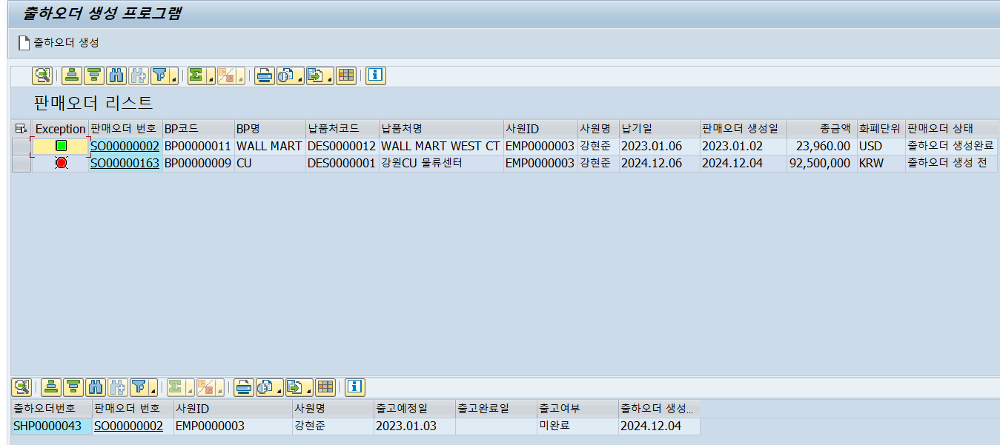 출하오더 생성 프로그램
출하오더 생성
판매오더 리스트
Exception 판매오더 번호 BP코드 BP명 납품처코드 납품처명 사원ID 사원명 납기일 판매오더 생성일 총금액 화폐단위 판매오더 상태
SO00000002 BP00000011 WALL MART DES0000012 WALL MART WEST CT EMP0000003 강현준 2023.01.06 2023.01.02 23,960.00 USD 출하오더 생성완료
SO00000163 BP00000009 CU DES0000001 강원CU 물류센터 EMP0000003 강현준 2024.12.06 2024.12.04 92,500,000 KRW 출하오더 생성 전
출하오더번호 판매오더 번호 사원ID 사원명 출고예정일 출고완료일 출고여부 출하오더 생성...
SHP0000043 SO00000002 EMP0000003 강현준 2023.01.03 미완료 2024.12.04